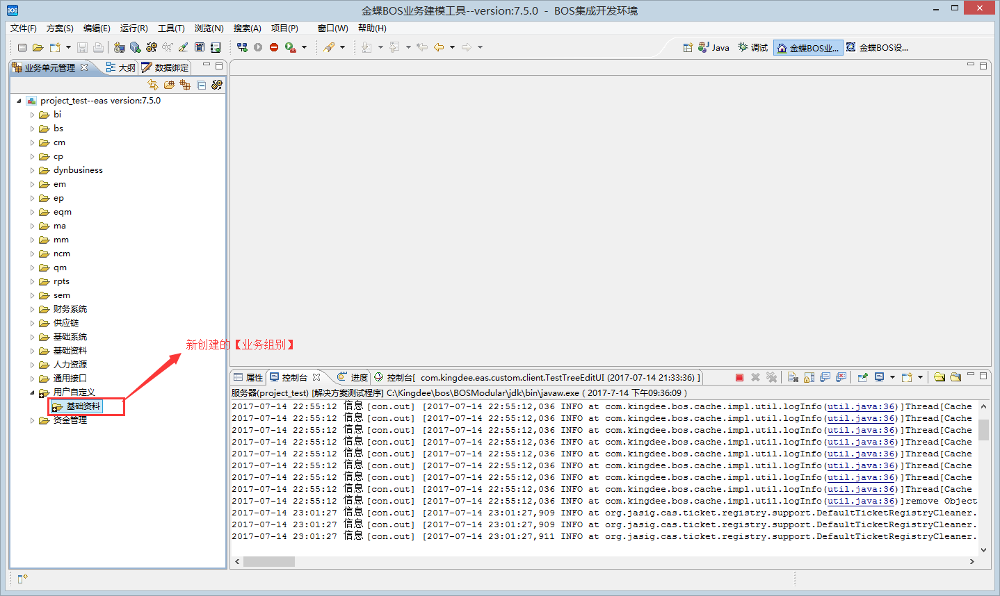 BOS
金蝶BOS业务建模工具--version:7.5.0 - BOS集成开发环境
文件(F) 方案(S) 编辑(E) 运行(R) 工具(T) 浏览(N) 搜索(A) 项目(P) 窗口(W) 帮助(H)
Java 调试 金蝶BOS业... 金蝶BOS设...
业务单元管理 大纲 数据绑定
project_test--eas version:7.5.0
bi
bs
cm
cp
dynbusiness
em
ep
eqm
ma
mm
ncm
qm
rpts
sem
财务系统
供应链
基础系统
基础资料
人力资源
通用接口
用户自定义
基础资料
资金管理
新创建的【业务组别】
属性 控制台 进度 控制台[ com.kingdee.eas.custom.client.TestTreeEditUI (2017-07-14 21:33:36) ]
服务器(project_test) [解决方案测试程序] C:\Kingdee\bos\BOSModular\jdk\bin\javaw.exe ( 2017-7-14 下午09:36:09 )
2017-07-14 22:55:12 信息 [con.out] [2017-07-14 22:55:12,036 INFO at com.kingdee.bos.cache.impl.util.logInfo(util.java:36)]Thread[Cache
2017-07-14 22:55:12 信息 [con.out] [2017-07-14 22:55:12,036 INFO at com.kingdee.bos.cache.impl.util.logInfo(util.java:36)]Thread[Cache
2017-07-14 22:55:12 信息 [con.out] [2017-07-14 22:55:12,036 INFO at com.kingdee.bos.cache.impl.util.logInfo(util.java:36)]Thread[Cache
2017-07-14 22:55:12 信息 [con.out] [2017-07-14 22:55:12,036 INFO at com.kingdee.bos.cache.impl.util.logInfo(util.java:36)]Thread[Cache
2017-07-14 22:55:12 信息 [con.out] [2017-07-14 22:55:12,036 INFO at com.kingdee.bos.cache.impl.util.logInfo(util.java:36)]Thread[Cache
2017-07-14 22:55:12 信息 [con.out] [2017-07-14 22:55:12,036 INFO at com.kingdee.bos.cache.impl.util.logInfo(util.java:36)]Thread[Cache
2017-07-14 22:55:12 信息 [con.out] [2017-07-14 22:55:12,036 INFO at com.kingdee.bos.cache.impl.util.logInfo(util.java:36)]Thread[Cache
2017-07-14 22:55:12 信息 [con.out] [2017-07-14 22:55:12,036 INFO at com.kingdee.bos.cache.impl.util.logInfo(util.java:36)]Thread[Cache
2017-07-14 22:55:12 信息 [con.out] [2017-07-14 22:55:12,036 INFO at com.kingdee.bos.cache.impl.util.logInfo(util.java:36)]remove Object
2017-07-14 23:01:27 信息 [con.out] [2017-07-14 23:01:27,909 INFO at org.jasig.cas.ticket.registry.support.DefaultTicketRegistryCleaner.
2017-07-14 23:01:27 信息 [con.out] [2017-07-14 23:01:27,909 INFO at org.jasig.cas.ticket.registry.support.DefaultTicketRegistryCleaner.
2017-07-14 23:01:27 信息 [con.out] [2017-07-14 23:01:27,911 INFO at org.jasig.cas.ticket.registry.support.DefaultTicketRegistryCleaner.